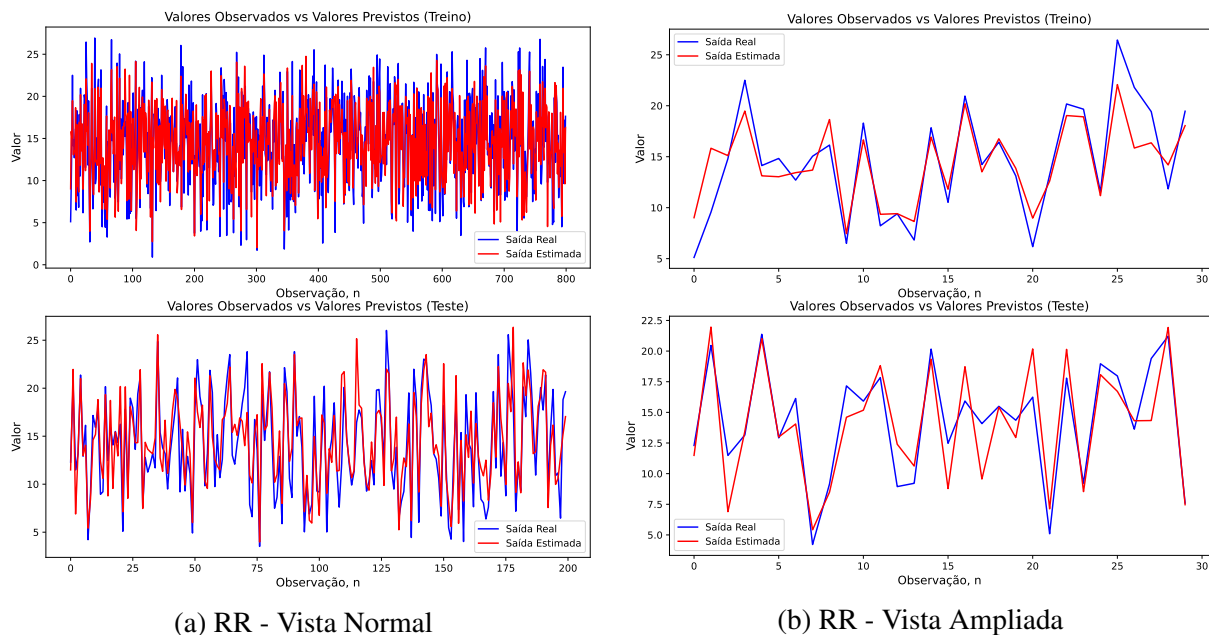 Valores Observados vs Valores Previstos (Treino)
Valor
25
20
15
10
5
0
Saída Real
Saída Estimada
0 100 200 300 400 500 600 700 800
Observação, n
Valores Observados vs Valores Previstos (Teste)
Valor
25
20
15
10
5
Saída Real
Saída Estimada
0 25 50 75 100 125 150 175 200
Observação, n
(a) RR - Vista Normal
Valores Observados vs Valores Previstos (Treino)
Saída Real
Saída Estimada
Valor
25
20
15
10
5
0 5 10 15 20 25 30
Observação, n
Valores Observados vs Valores Previstos (Teste)
Valor
22.5
20.0
17.5
15.0
12.5
10.0
7.5
5.0
Saída Real
Saída Estimada
0 5 10 15 20 25 30
Observação, n
(b) RR - Vista Ampliada